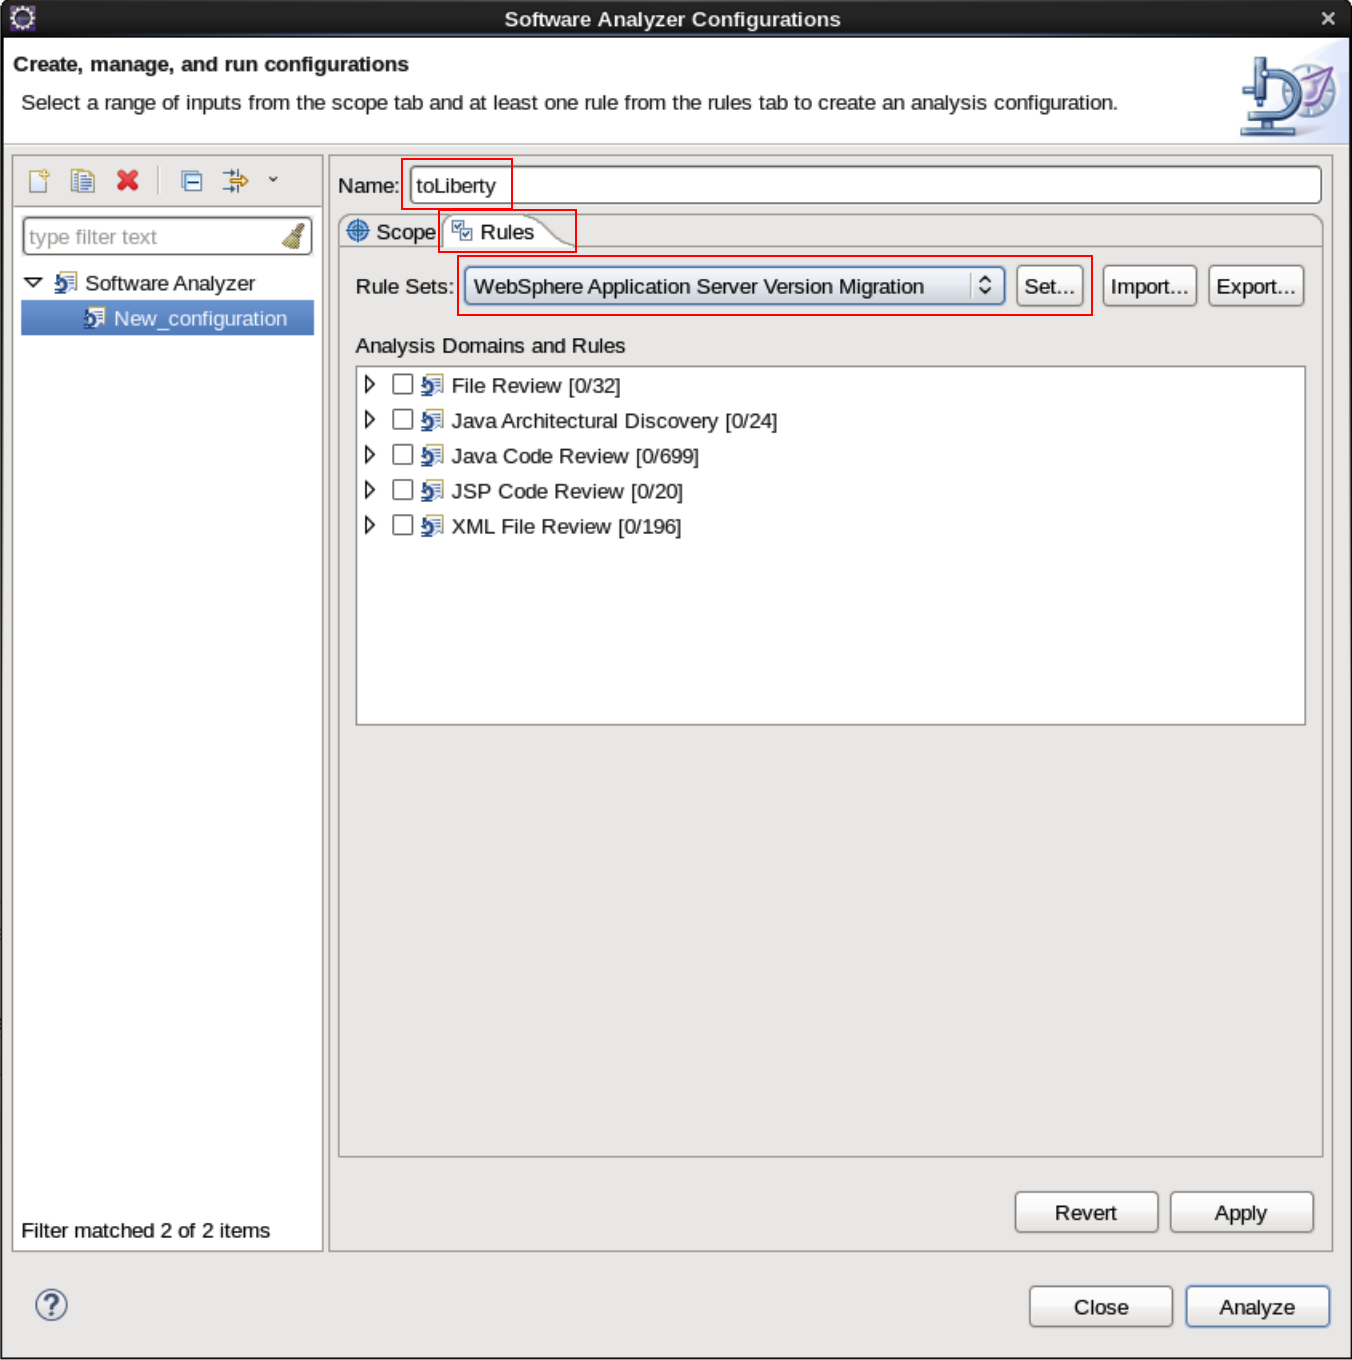 Software Analyzer Configurations
Create, manage, and run configurations
Select a range of inputs from the scope tab and at least one rule from the rules tab to create an analysis configuration.
type filter text
Software Analyzer
New_configuration
Filter matched 2 of 2 items
Name: toLiberty
Scope Rules
Rule Sets: WebSphere Application Server Version Migration Set... Import... Export...
Analysis Domains and Rules
File Review [0/32]
Java Architectural Discovery [0/24]
Java Code Review [0/699]
JSP Code Review [0/20]
XML File Review [0/196]
Revert Apply
? Close Analyze